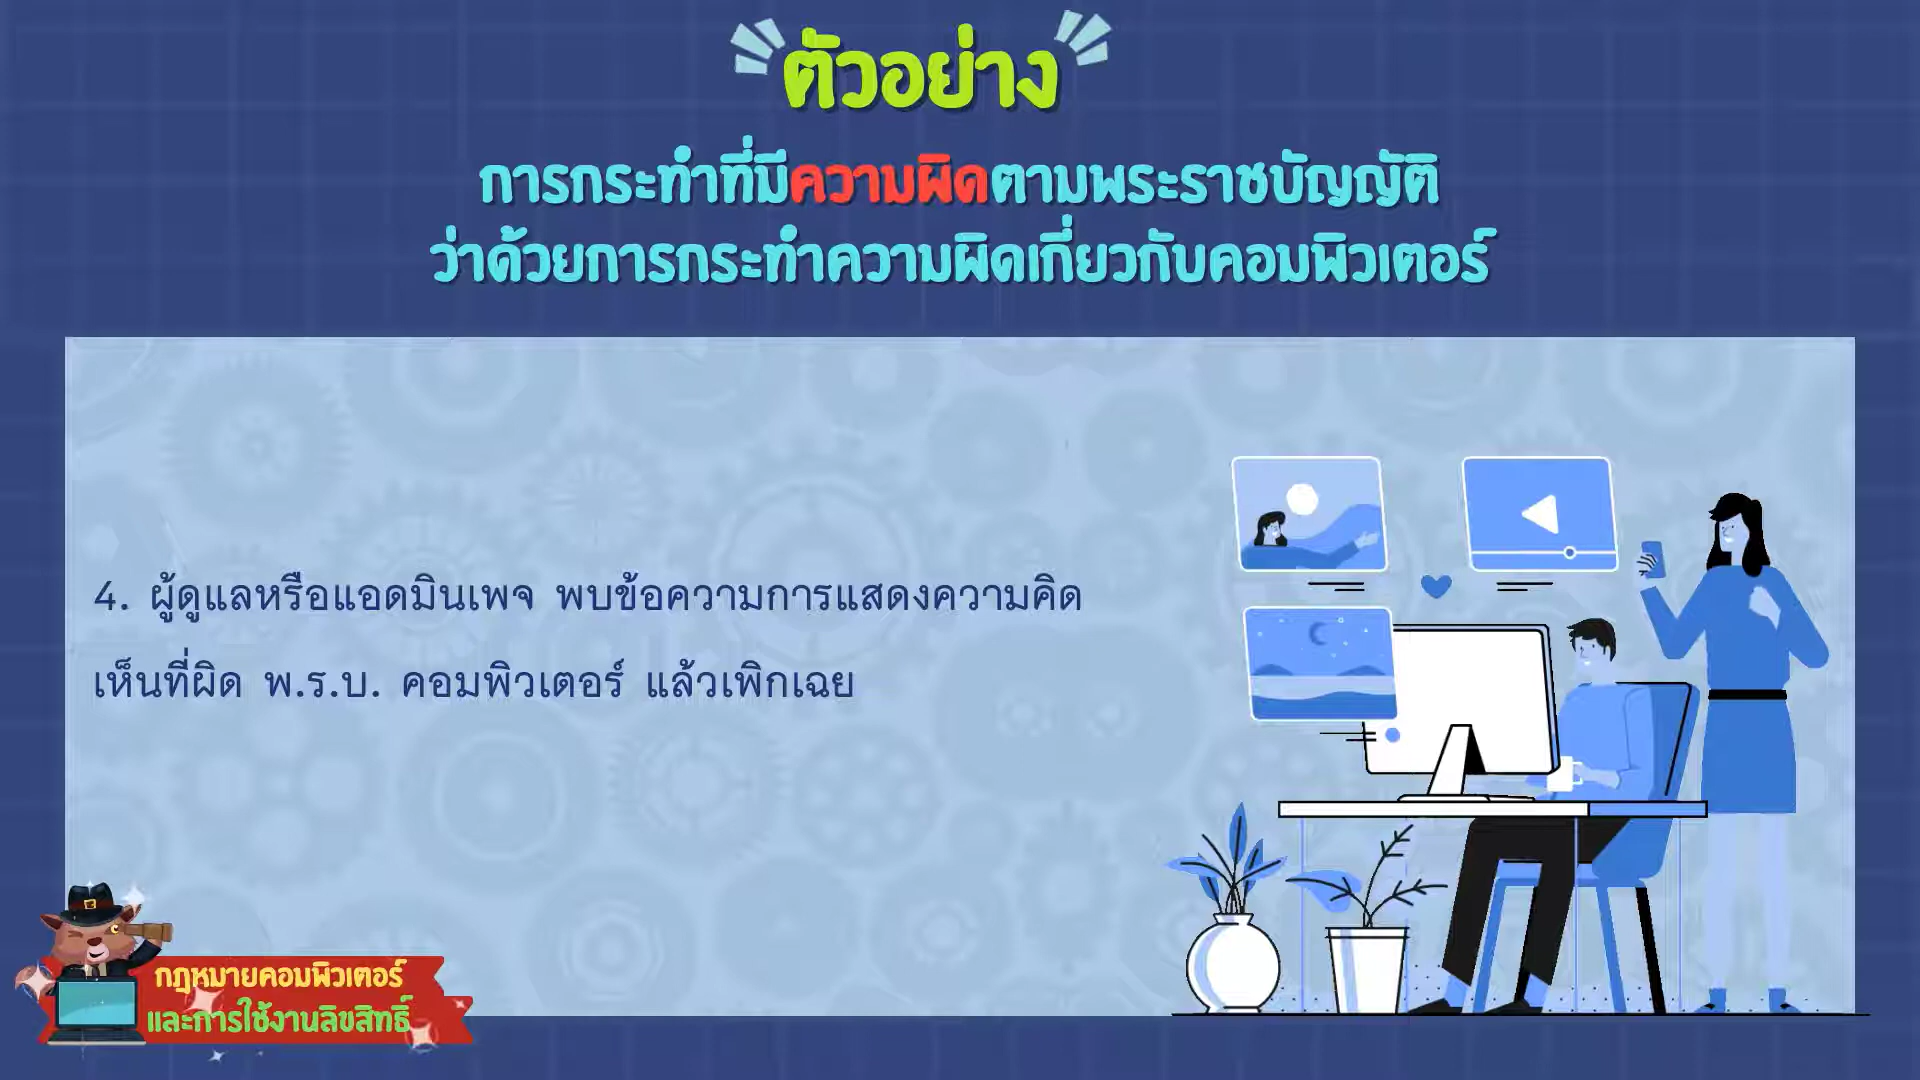 ตัวอย่าง
การกระทำที่มีความผิดตามพระราชบัญญัติ
ว่าด้วยการกระทำความผิดเกี่ยวกับคอมพิวเตอร์
4. ผู้ดูแลหรือแอดมินเพจ พบข้อความการแสดงความคิด
เห็นที่ผิด พ.ร.บ. คอมพิวเตอร์ แล้วเพิกเฉย
กฎหมายคอมพิวเตอร์
และการใช้งานลิขสิทธิ์